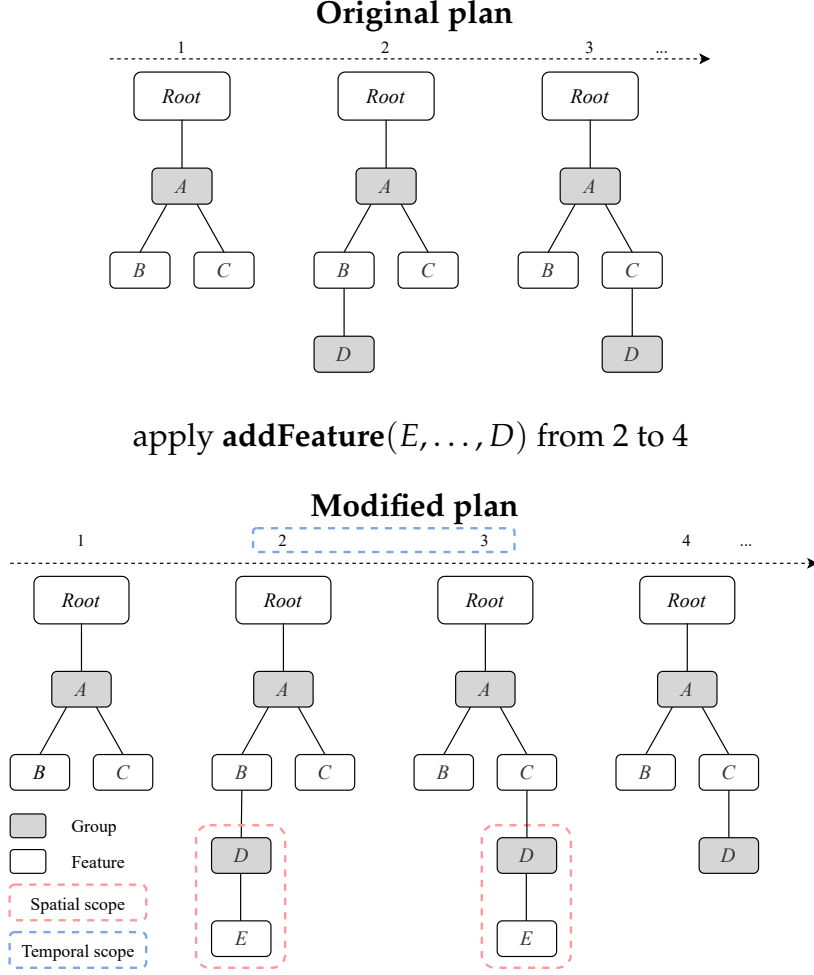 Original plan
1 2 3 ...
Root Root Root
A A A
B C B C B C
D D
apply addFeature(E, . . . , D) from 2 to 4
Modified plan
1 2 3 4 ...
Root Root Root Root
A A A A
B C B C B C B C
Group
D D D
Feature
Spatial scope
E E
Temporal scope